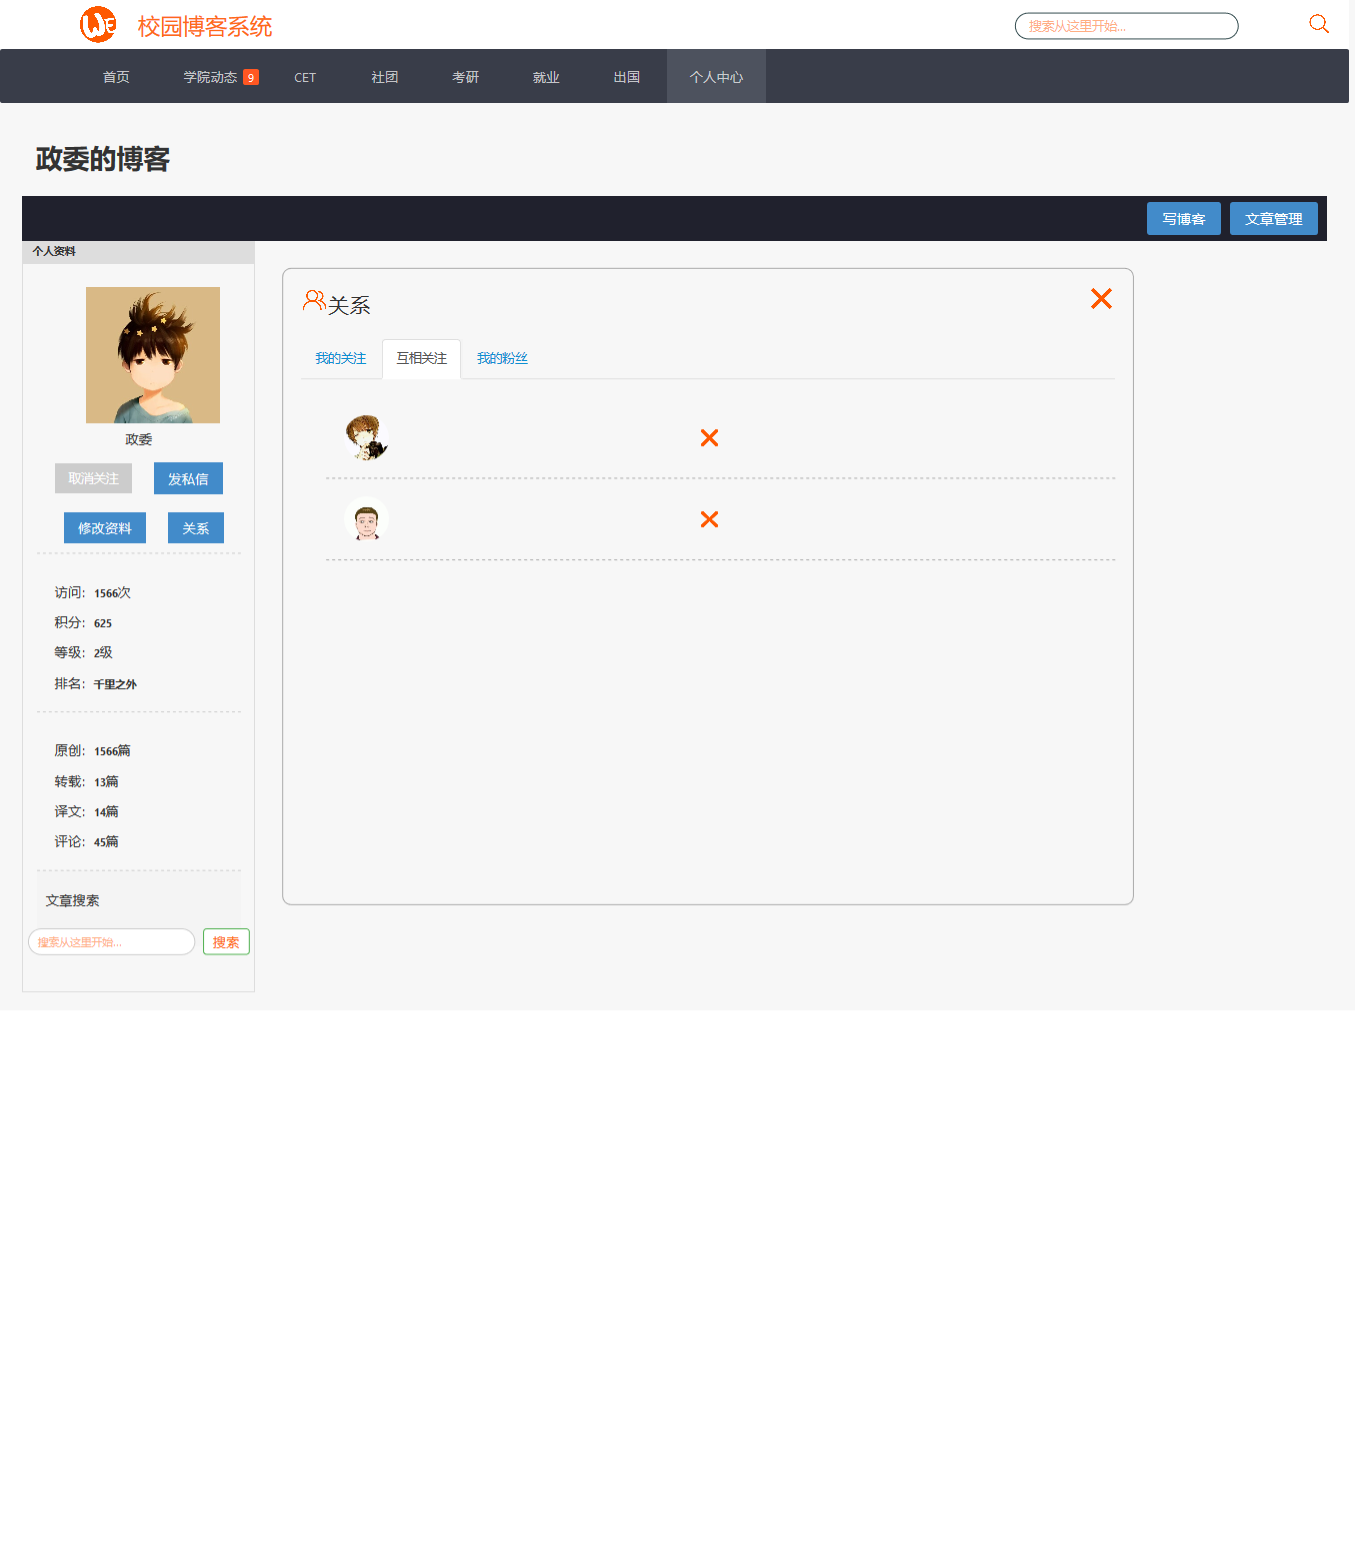 校园博客系统
搜索从这里开始...
首页 学院动态 9 CET 社团 考研 就业 出国 个人中心
政委的博客
写博客 文章管理
个人资料
政委
取消关注 发私信
修改资料 关系
访问：1566次
积分：625
等级：2级
排名：千里之外
原创：1566篇
转载：13篇
译文：14篇
评论：45篇
文章搜索
搜索从这里开始... 搜索
关系
我的关注 互相关注 我的粉丝